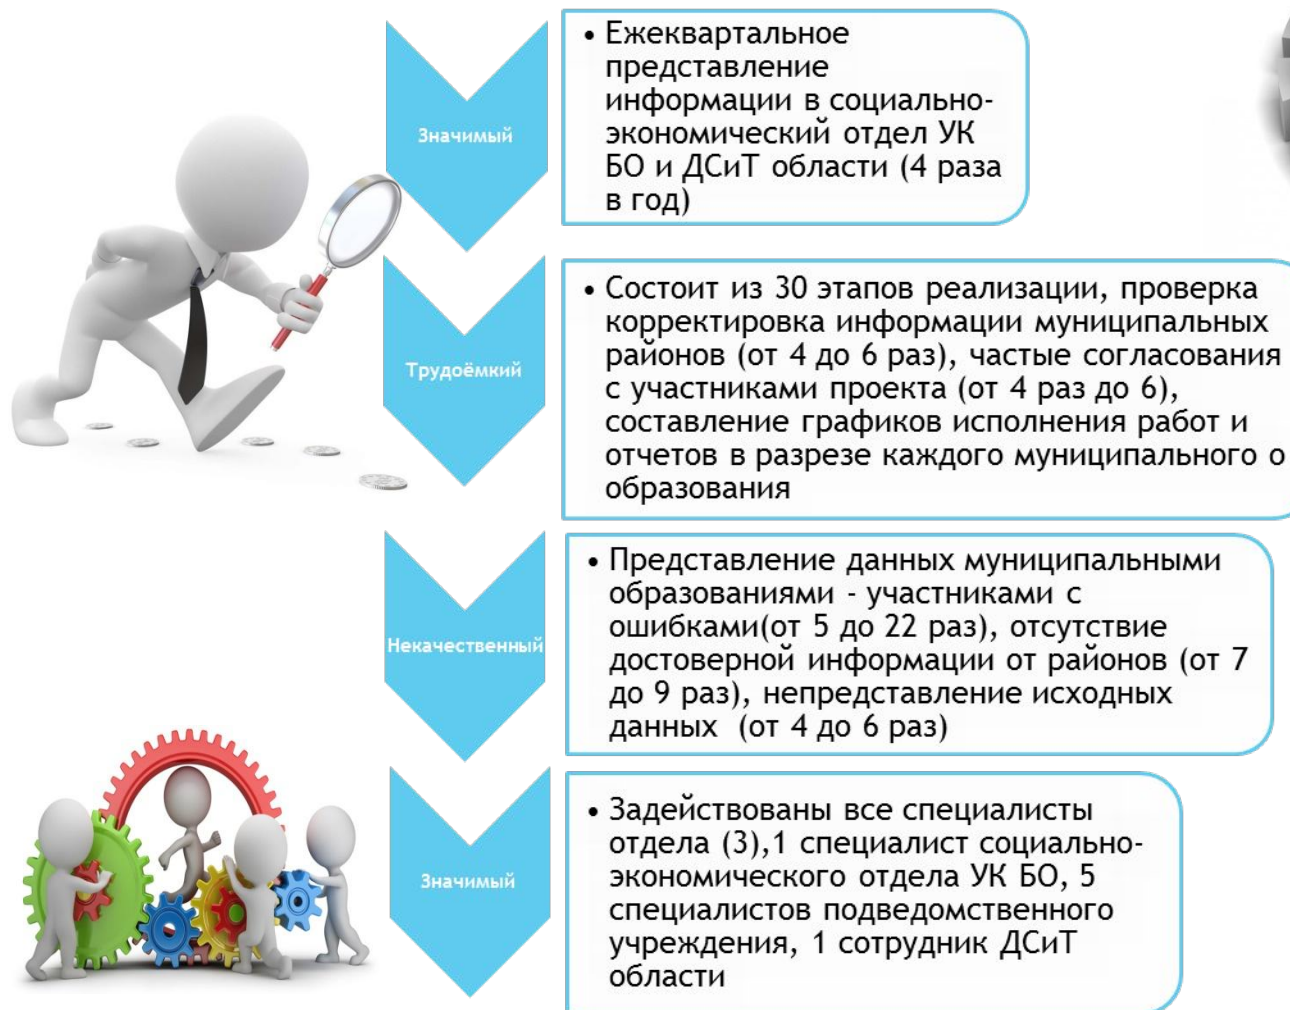 Значимый
• Ежеквартальное
представление
информации в социально-
экономический отдел УК
БО и ДСиТ области (4 раза
в год)
Трудоёмкий
• Состоит из 30 этапов реализации, проверка
корректировка информации муниципальных
районов (от 4 до 6 раз), частые согласования
с участниками проекта (от 4 раз до 6),
составление графиков исполнения работ и
отчетов в разрезе каждого муниципального о
образования
Некачественный
• Представление данных муниципальными
образованиями - участниками с
ошибками(от 5 до 22 раз), отсутствие
достоверной информации от районов (от 7
до 9 раз), непредставление исходных
данных (от 4 до 6 раз)
Значимый
• Задействованы все специалисты
отдела (3),1 специалист социально-
экономического отдела УК БО, 5
специалистов подведомственного
учреждения, 1 сотрудник ДСиТ
области